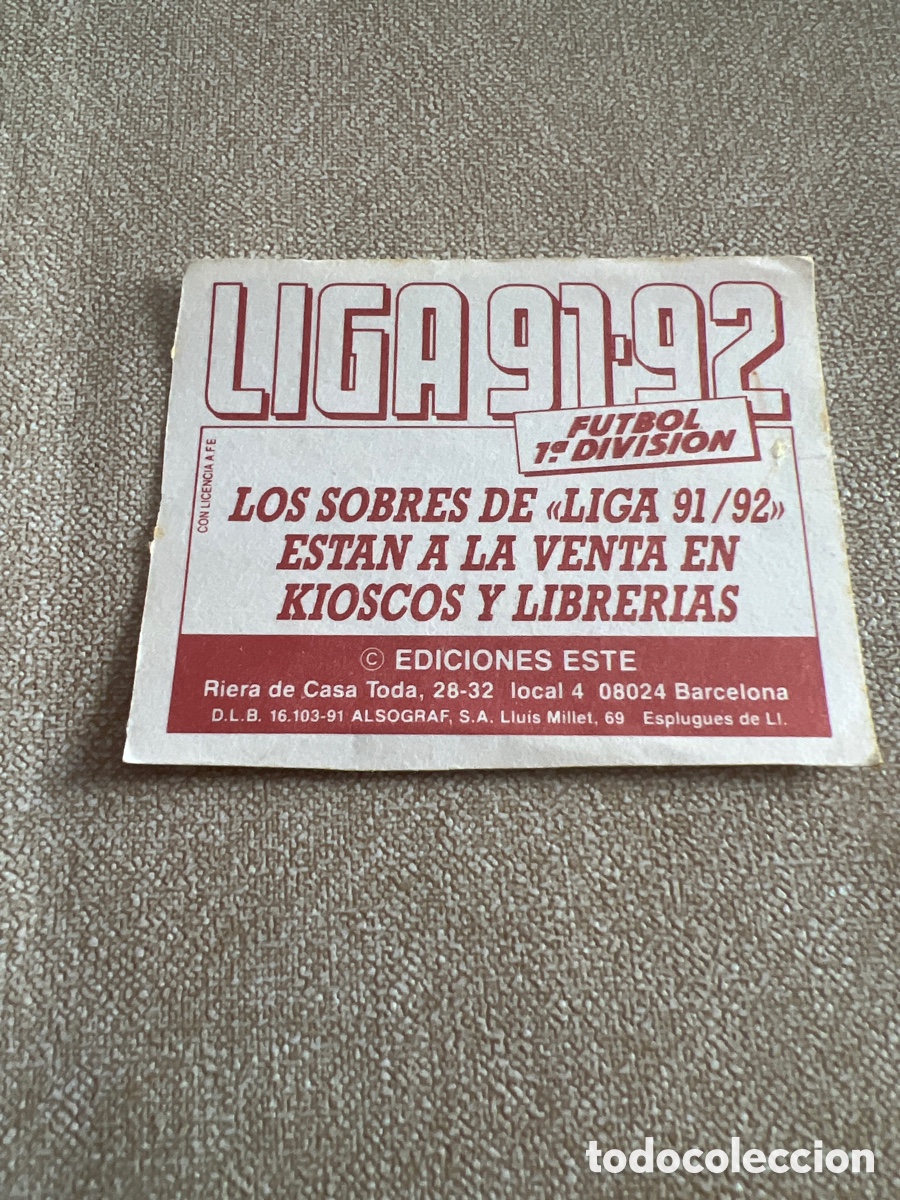 LIGA 91·92
FUTBOL
1ª DIVISION
CON LICENCIA A.F.E.
LOS SOBRES DE «LIGA 91/92»
ESTAN A LA VENTA EN
KIOSCOS Y LIBRERIAS
© EDICIONES ESTE
Riera de Casa Toda, 28-32 local 4 08024 Barcelona
D.L.B. 16.103-91 ALSOGRAF, S.A. Lluis Millet, 69 Esplugues de Ll.
todocoleccion